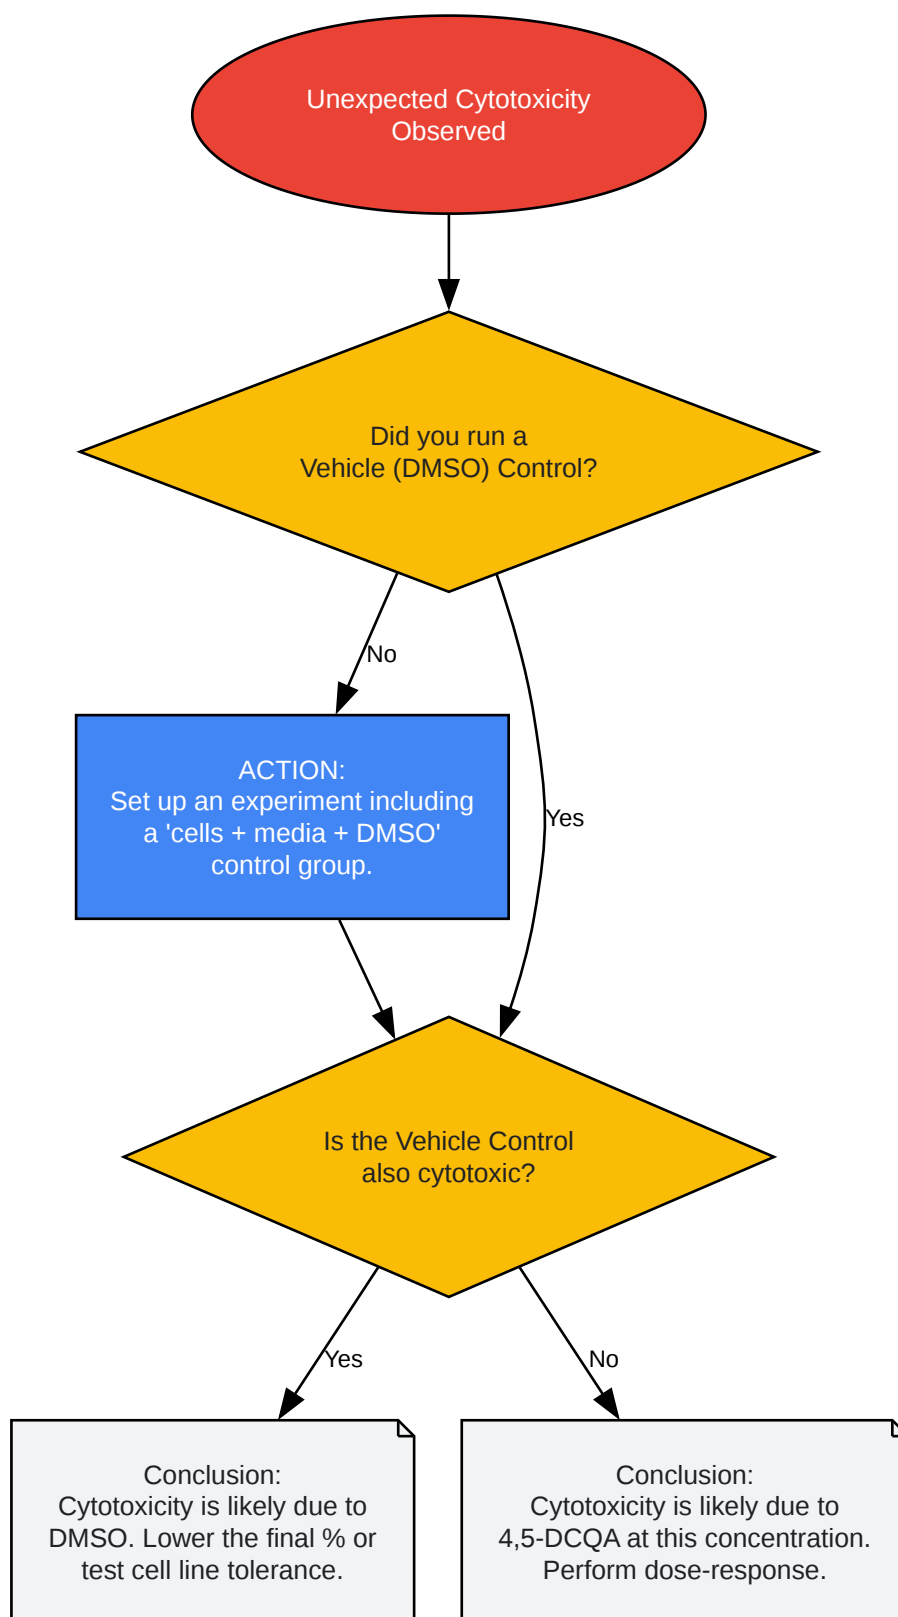 Unexpected Cytotoxicity
Observed
Did you run a
Vehicle (DMSO) Control?
No
ACTION:
Set up an experiment including
a 'cells + media + DMSO'
control group.
Yes
Is the Vehicle Control
also cytotoxic?
Yes
No
Conclusion:
Cytotoxicity is likely due to
DMSO. Lower the final % or
test cell line tolerance.
Conclusion:
Cytotoxicity is likely due to
4,5-DCQA at this concentration.
Perform dose-response.